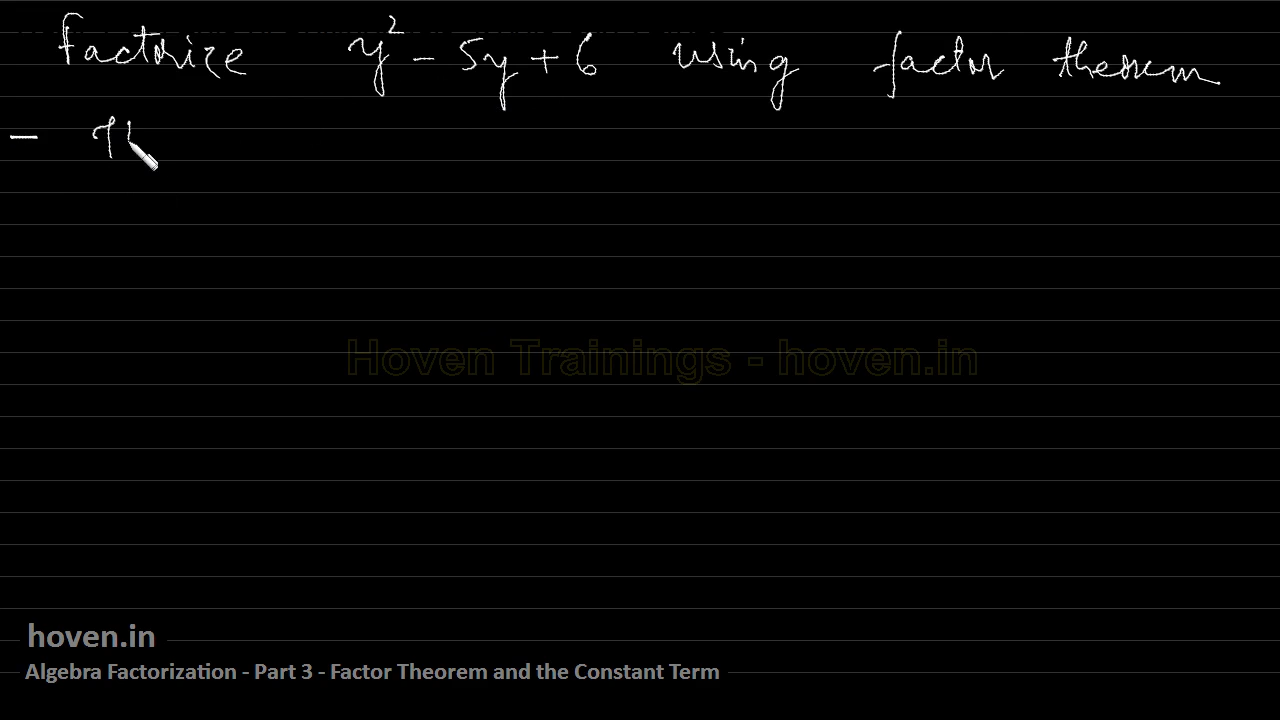 Factorize y² - 5y + 6 using factor theorem
- Th
Hoven Trainings - hoven.in
hoven.in
Algebra Factorization - Part 3 - Factor Theorem and the Constant Term